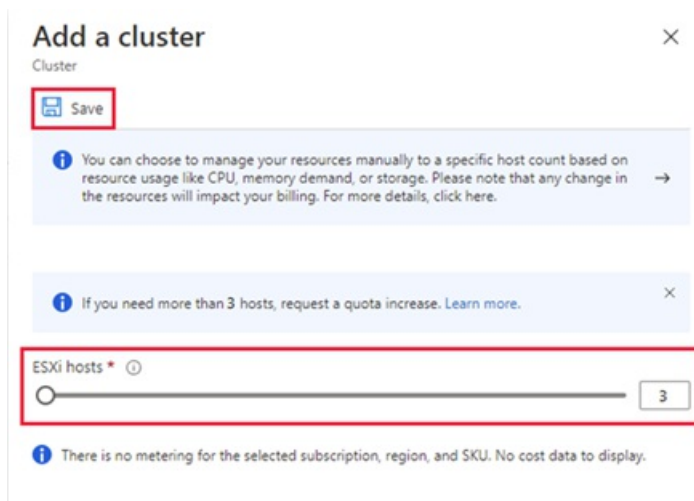 Add a cluster
Cluster
Save
You can choose to manage your resources manually to a specific host count based on
resource usage like CPU, memory demand, or storage. Please note that any change in
the resources will impact your billing. For more details, click here.
If you need more than 3 hosts, request a quota increase. Learn more.
ESXi hosts *
3
There is no metering for the selected subscription, region, and SKU. No cost data to display.